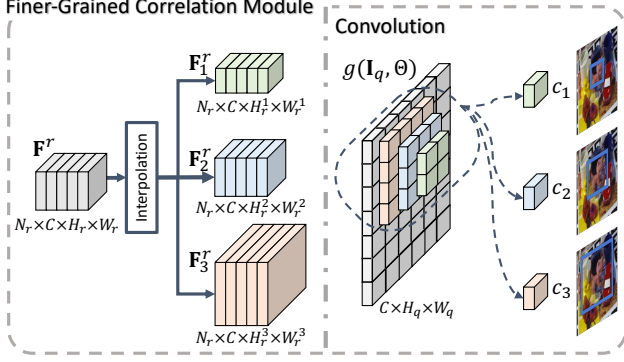 Finer-Grained Correlation Module
F^r
N_r×C×H_r×W_r
Interpolation
F_1^r
N_r×C×H_r^1×W_r^1
F_2^r
N_r×C×H_r^2×W_r^2
F_3^r
N_r×C×H_r^3×W_r^3
Convolution
g(I_q, Θ)
C×H_q×W_q
c_1
c_2
c_3